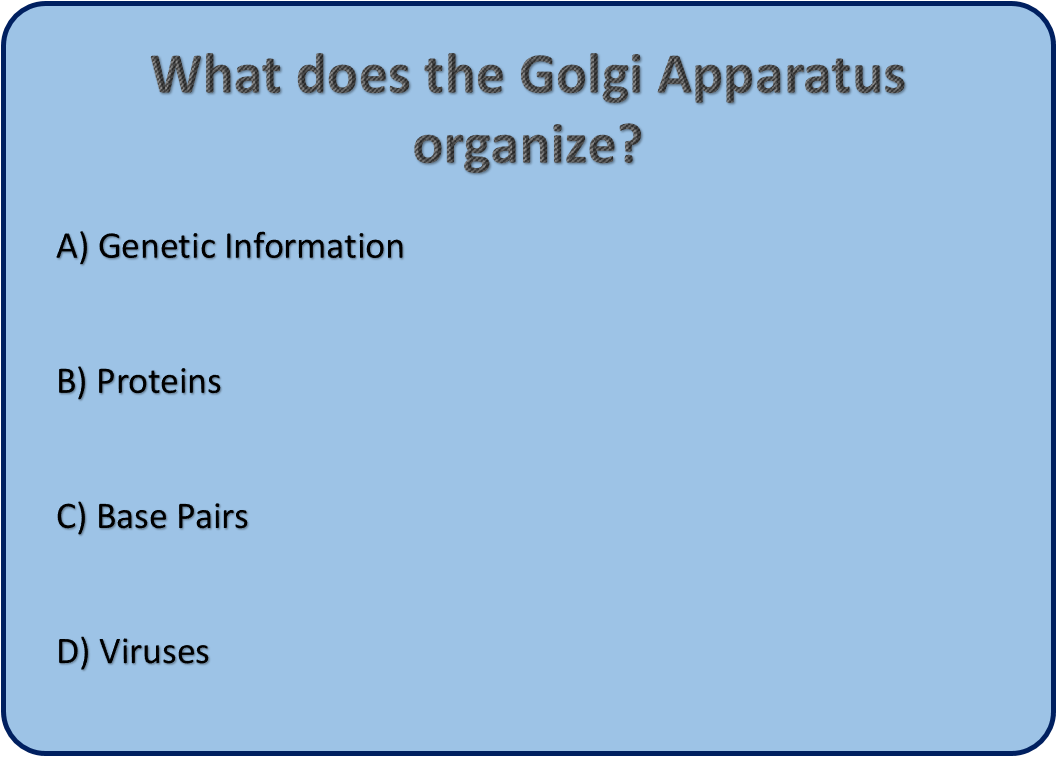 What does the Golgi Apparatus
organize?
A) Genetic Information
B) Proteins
C) Base Pairs
D) Viruses